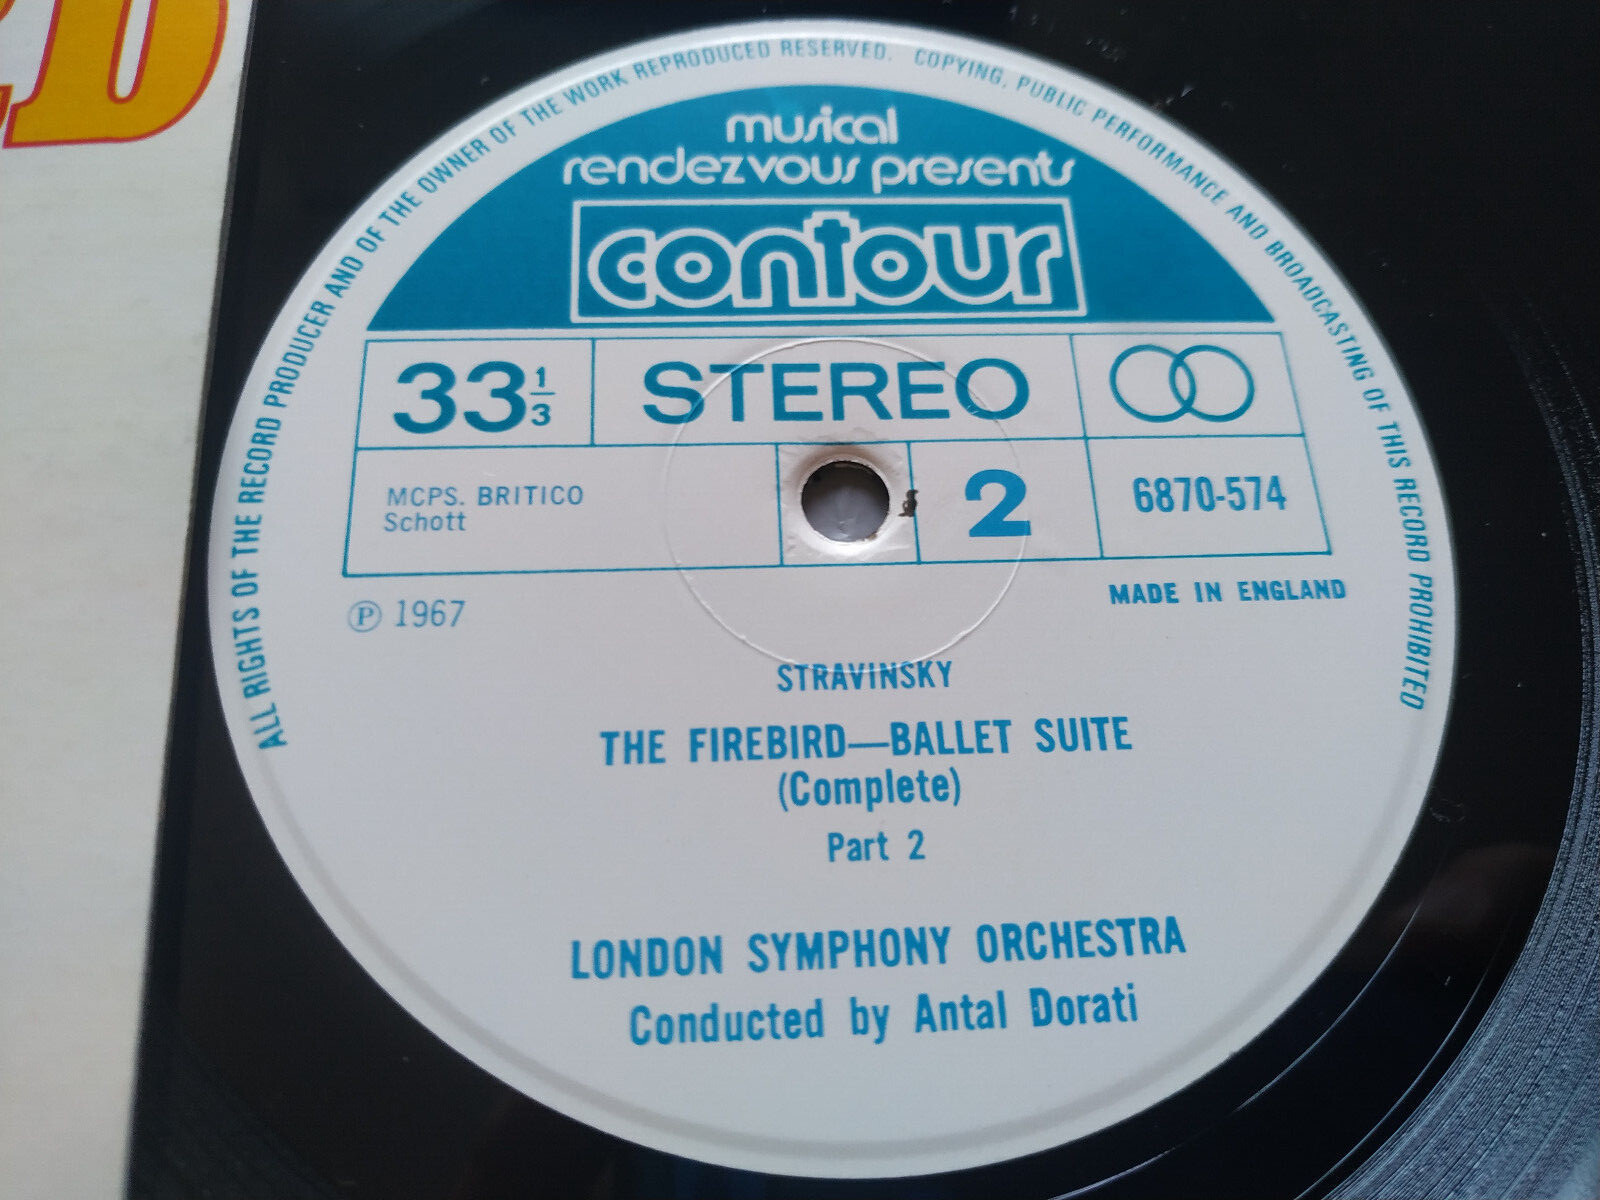 ALL RIGHTS OF THE RECORD PRODUCER AND OF THE OWNER OF THE WORK REPRODUCED RESERVED. COPYING, PUBLIC PERFORMANCE AND BROADCASTING OF THIS RECORD PROHIBITED
musical
rendezvous presents
contour
33 1/3
STEREO
MCPS. BRITICO
Schott
2
6870-574
Ⓟ 1967
MADE IN ENGLAND
STRAVINSKY
THE FIREBIRD—BALLET SUITE
(Complete)
Part 2
LONDON SYMPHONY ORCHESTRA
Conducted by Antal Dorati